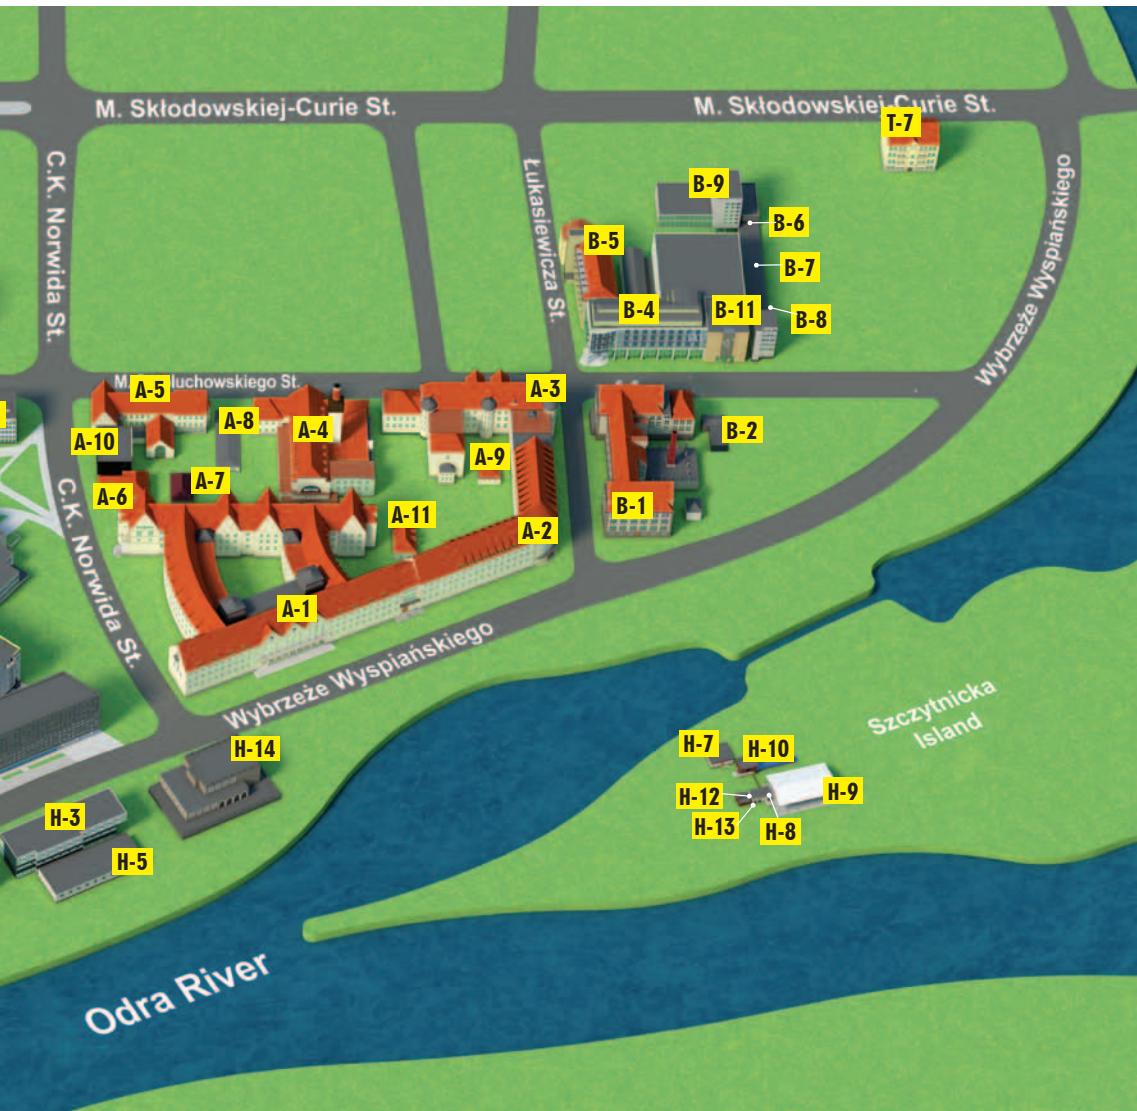 M. Skłodowskiej-Curie St.
M. Skłodowskiej-Curie St.
T-7
C.K. Norwida St.
Łukasiewicza St.
Wybrzeże Wyspiańskiego
B-9
B-6
B-5
B-7
B-4
B-11
B-8
M. luchowskiego St.
A-5
A-3
A-8
A-4
A-10
B-2
A-9
A-7
A-6
B-1
A-11
A-2
C.K. Norwida St.
A-1
Wybrzeże Wyspiańskiego
Szczytnicka
Island
H-14
H-7
H-10
H-12
H-9
H-3
H-13
H-8
H-5
Odra River